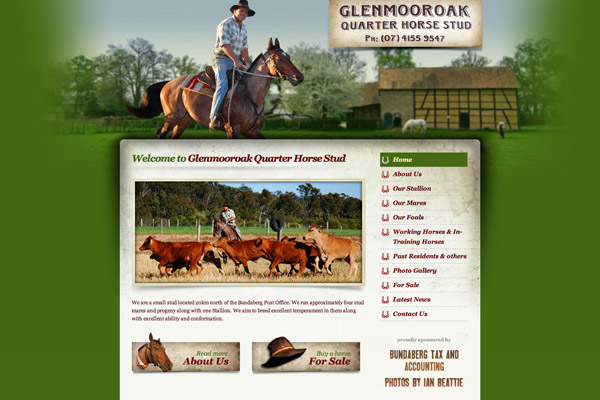 GLENMOOROAK
QUARTER HORSE STUD
PH: (07) 4155 9547
Welcome to Glenmooroak Quarter Horse Stud
We are a small stud located 20km north of the Bundaberg Post Office. We run approximately four stud
mares and progeny along with one Stallion. We aim to breed excellent temperament in them along
with excellent ability and conformation.
Read more
About Us
Buy a horse
For Sale
Home
About Us
Our Stallion
Our Mares
Our Foals
Working Horses & In-
Training Horses
Past Residents & others
Photo Gallery
For Sale
Latest News
Contact Us
proudly sponsored by
BUNDABERG TAX AND
ACCOUNTING
PHOTOS BY IAN BEATTIE